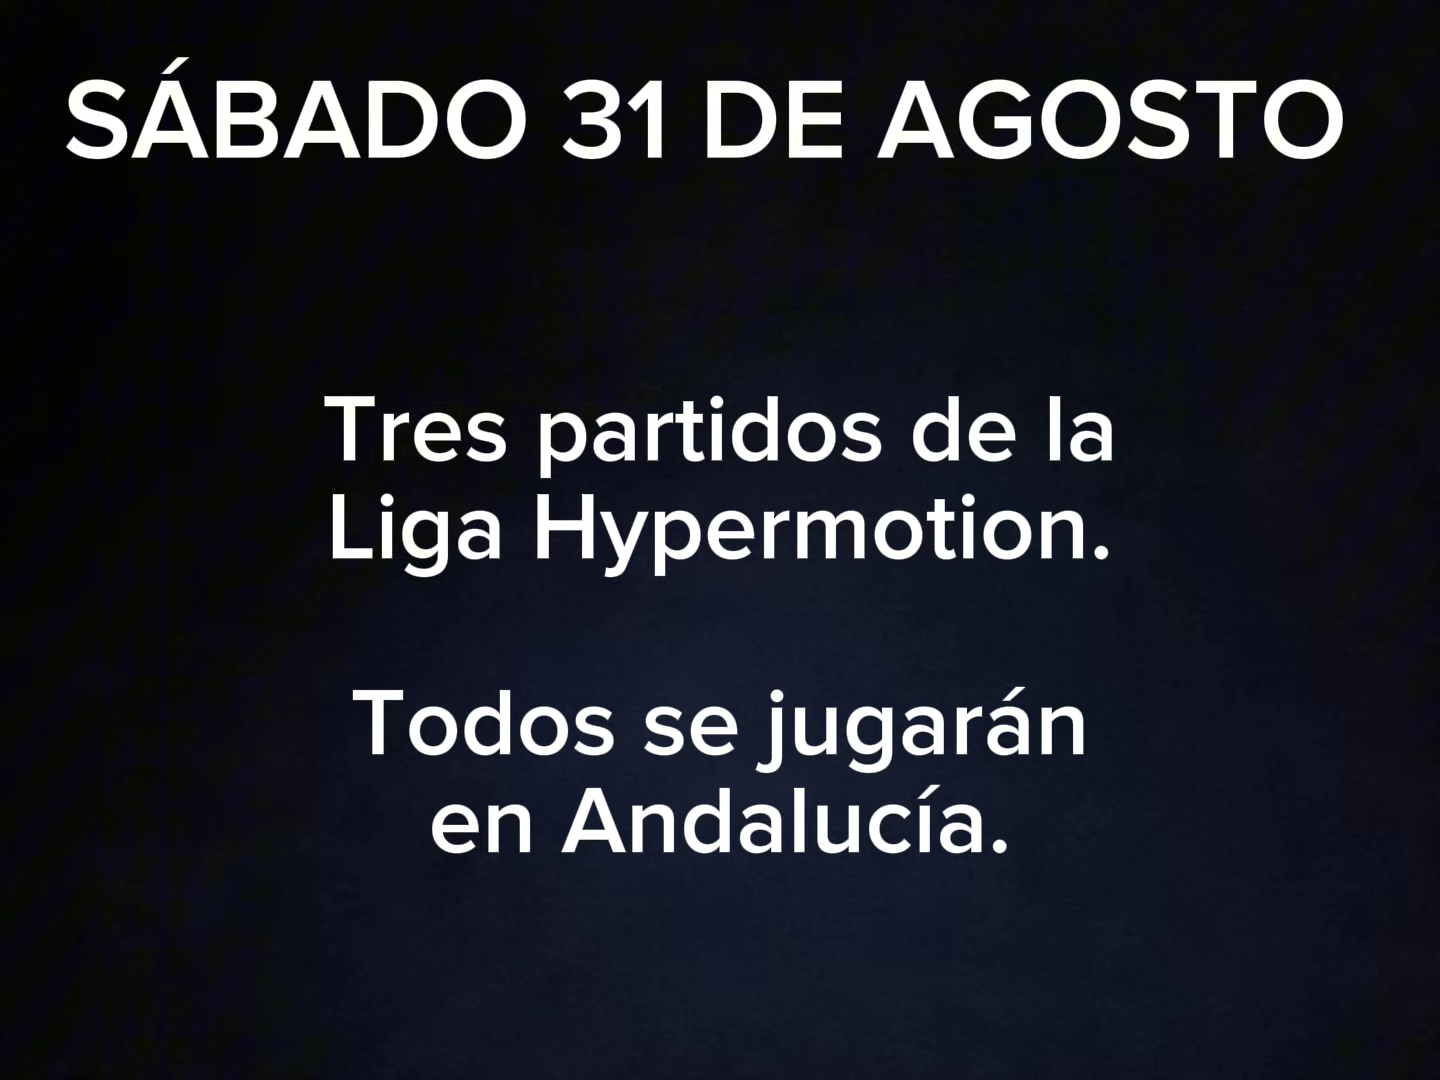 SÁBADO 31 DE AGOSTO
Tres partidos de la
Liga Hypermotion.
Todos se jugarán
en Andalucía.